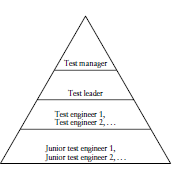 Test manager
Test leader
Test engineer 1,
Test engineer 2, ...
Junior test engineer 1,
Junior test engineer 2, ...